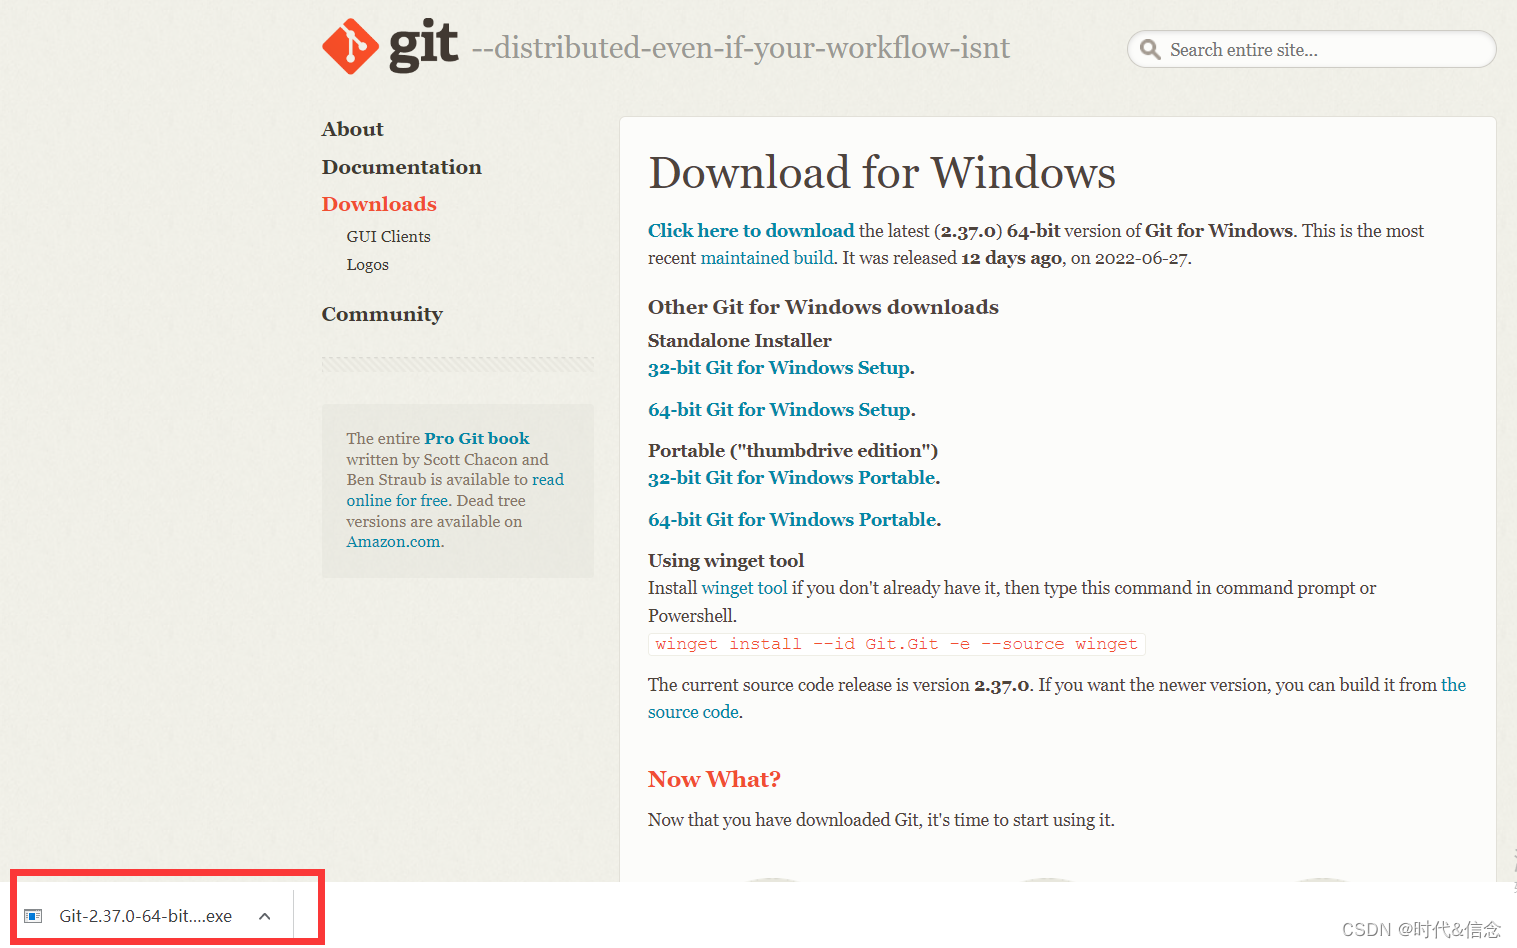 git --distributed-even-if-your-workflow-isnt
Search entire site...
About
Documentation
Downloads
GUI Clients
Logos
Community
The entire Pro Git book
written by Scott Chacon and
Ben Straub is available to read
online for free. Dead tree
versions are available on
Amazon.com.
Download for Windows
Click here to download the latest (2.37.0) 64-bit version of Git for Windows. This is the most
recent maintained build. It was released 12 days ago, on 2022-06-27.
Other Git for Windows downloads
Standalone Installer
32-bit Git for Windows Setup.
64-bit Git for Windows Setup.
Portable ("thumbdrive edition")
32-bit Git for Windows Portable.
64-bit Git for Windows Portable.
Using winget tool
Install winget tool if you don't already have it, then type this command in command prompt or
Powershell.
winget install --id Git.Git -e --source winget
The current source code release is version 2.37.0. If you want the newer version, you can build it from the
source code.
Now What?
Now that you have downloaded Git, it's time to start using it.
Git-2.37.0-64-bit....exe
CSDN @时代&信念